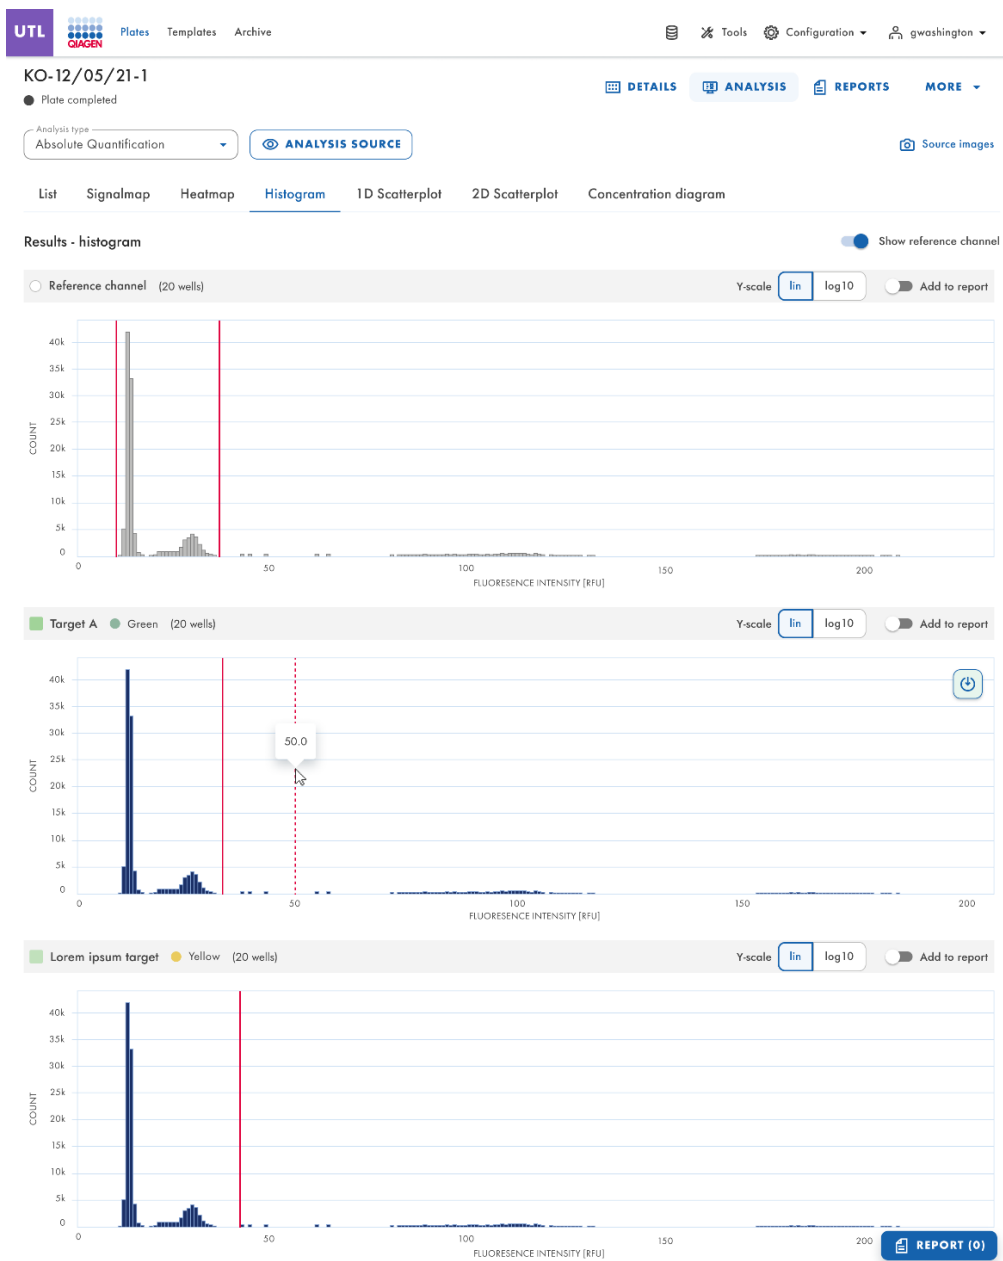 UTL QIAGEN Plates Templates Archive Tools Configuration gwashington
KO-12/05/21-1
Plate completed
DETAILS ANALYSIS REPORTS MORE
Analysis type
Absolute Quantification
ANALYSIS SOURCE
Source images
List Signalmap Heatmap Histogram 1D Scatterplot 2D Scatterplot Concentration diagram
Results - histogram
Show reference channel
Reference channel (20 wells) Y-scale lin log10 Add to report
40k
35k
30k
25k
20k
15k
10k
5k
0
COUNT
0 50 100 150 200
FLUORESENCE INTENSITY [RFU]
Target A Green (20 wells) Y-scale lin log10 Add to report
40k
35k
30k
25k
20k
15k
10k
5k
0
COUNT
50.0
0 50 100 150 200
FLUORESENCE INTENSITY [RFU]
Lorem ipsum target Yellow (20 wells) Y-scale lin log10 Add to report
40k
35k
30k
25k
20k
15k
10k
5k
0
COUNT
0 50 100 150 200
FLUORESENCE INTENSITY [RFU]
REPORT (0)